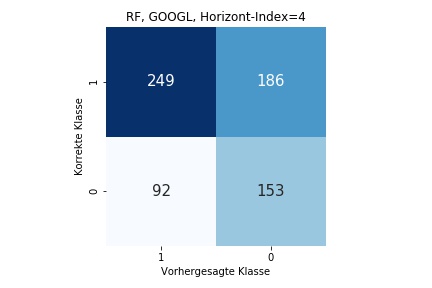 RF, GOOGL, Horizont-Index=4
Korrekte Klasse
1
249
186
0
92
153
1
0
Vorhergesagte Klasse